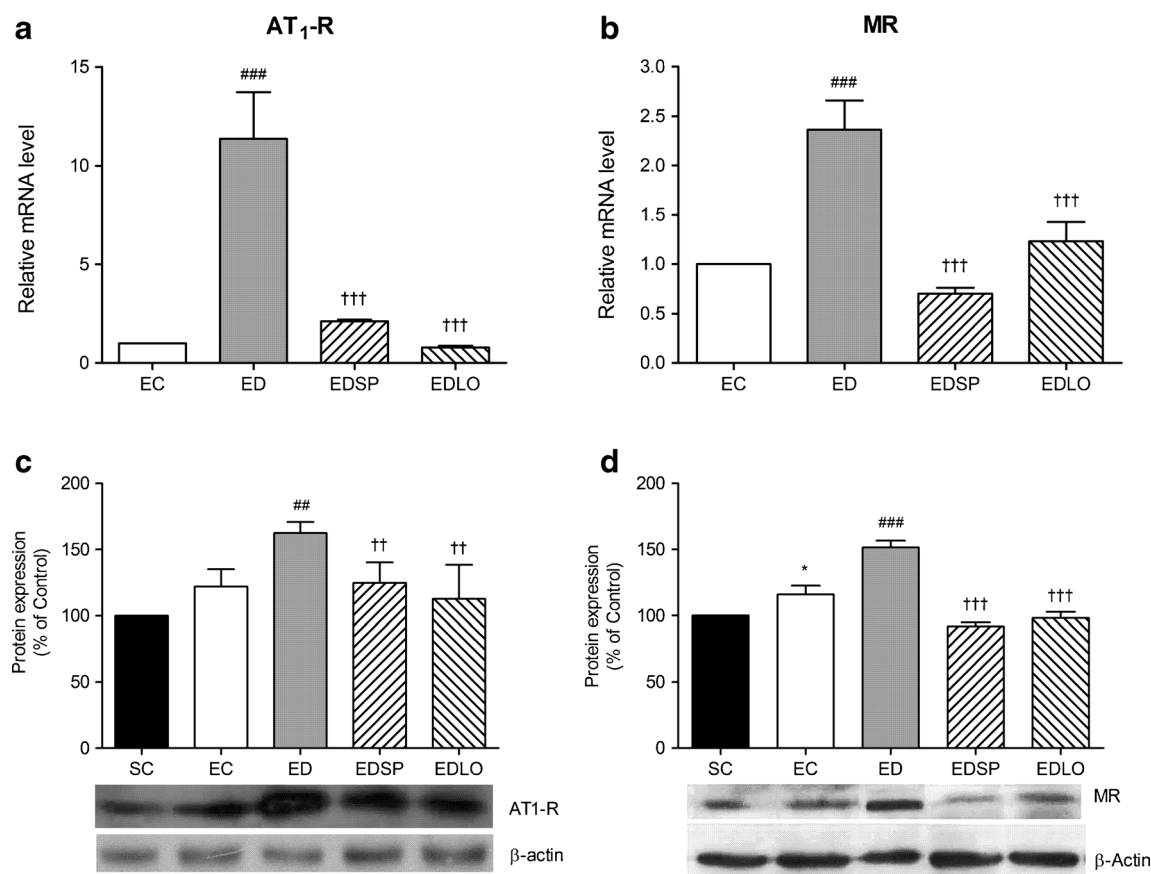 a
AT1-R
Relative mRNA level
15
10
5
0
###
†††
†††
EC ED EDSP EDLO
b
MR
Relative mRNA level
3.0
2.5
2.0
1.5
1.0
0.5
0.0
###
†††
†††
EC ED EDSP EDLO
c
Protein expression
(% of Control)
200
150
100
50
0
##
††
††
SC EC ED EDSP EDLO
AT1-R
β-actin
d
Protein expression
(% of Control)
200
150
100
50
0
*
###
†††
†††
SC EC ED EDSP EDLO
MR
β-Actin